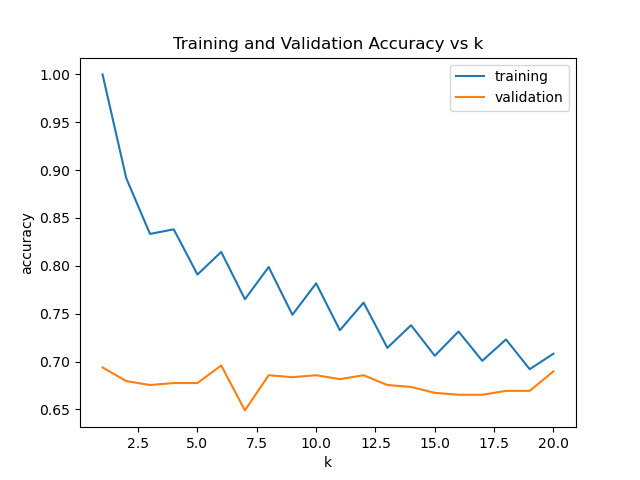 Training and Validation Accuracy vs k
training
validation
1.00
0.95
0.90
0.85
0.80
0.75
0.70
0.65
accuracy
2.5 5.0 7.5 10.0 12.5 15.0 17.5 20.0
k